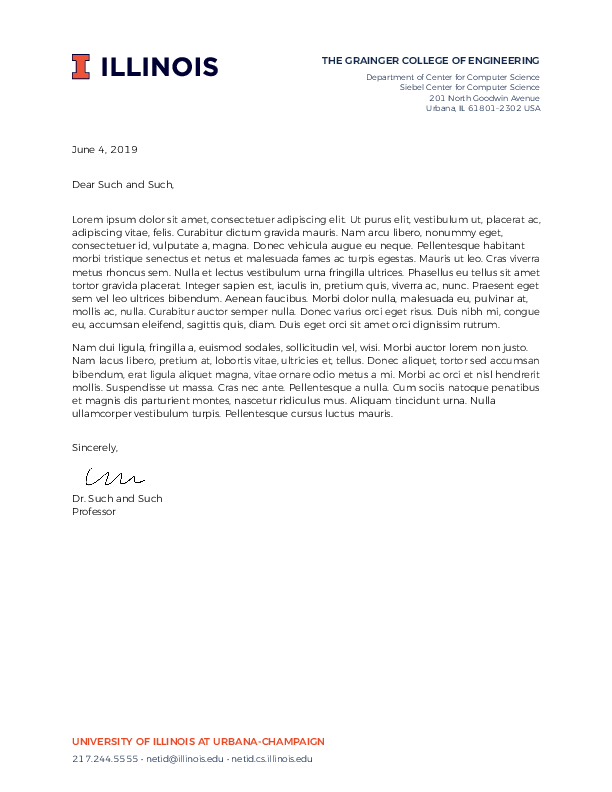 ILLINOIS
THE GRAINGER COLLEGE OF ENGINEERING
Department of Center for Computer Science
Siebel Center for Computer Science
201 North Goodwin Avenue
Urbana, IL 61801-2302 USA
June 4, 2019
Dear Such and Such,
Lorem ipsum dolor sit amet, consectetuer adipiscing elit. Ut purus elit, vestibulum ut, placerat ac,
adipiscing vitae, felis. Curabitur dictum gravida mauris. Nam arcu libero, nonummy eget,
consectetuer id, vulputate a, magna. Donec vehicula augue eu neque. Pellentesque habitant
morbi tristique senectus et netus et malesuada fames ac turpis egestas. Mauris ut leo. Cras viverra
metus rhoncus sem. Nulla et lectus vestibulum urna fringilla ultrices. Phasellus eu tellus sit amet
tortor gravida placerat. Integer sapien est, iaculis in, pretium quis, viverra ac, nunc. Praesent eget
sem vel leo ultrices bibendum. Aenean faucibus. Morbi dolor nulla, malesuada eu, pulvinar at,
mollis ac, nulla. Curabitur auctor semper nulla. Donec varius orci eget risus. Duis nibh mi, congue
eu, accumsan eleifend, sagittis quis, diam. Duis eget orci sit amet orci dignissim rutrum.
Nam dui ligula, fringilla a, euismod sodales, sollicitudin vel, wisi. Morbi auctor lorem non justo.
Nam lacus libero, pretium at, lobortis vitae, ultricies et, tellus. Donec aliquet, tortor sed accumsan
bibendum, erat ligula aliquet magna, vitae ornare odio metus a mi. Morbi ac orci et nisl hendrerit
mollis. Suspendisse ut massa. Cras nec ante. Pellentesque a nulla. Cum sociis natoque penatibus
et magnis dis parturient montes, nascetur ridiculus mus. Aliquam tincidunt urna. Nulla
ullamcorper vestibulum turpis. Pellentesque cursus luctus mauris.
Sincerely,
Dr. Such and Such
Professor
UNIVERSITY OF ILLINOIS AT URBANA-CHAMPAIGN
217.244.5555 • netid@illinois.edu • netid.cs.illinois.edu